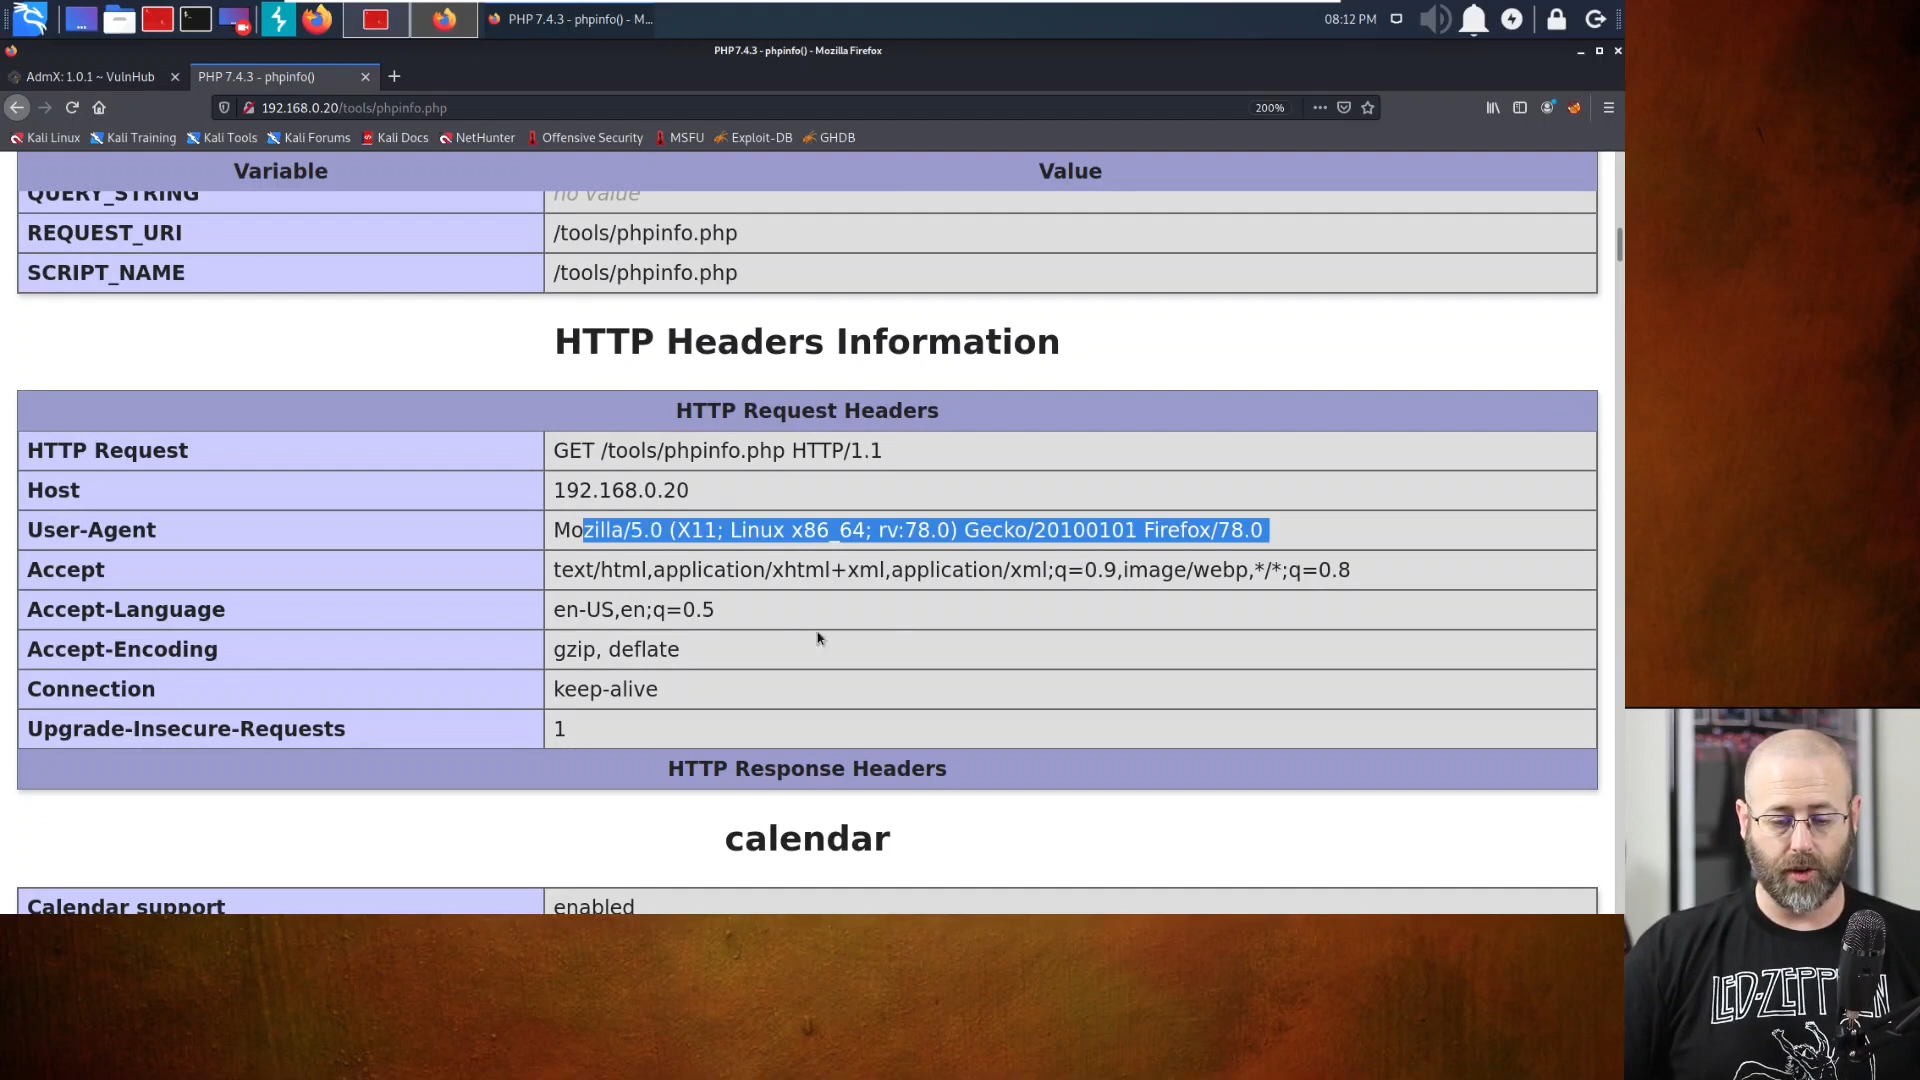 PHP 7.4.3 - phpinfo() - M...
08:12 PM
PHP 7.4.3 - phpinfo() - Mozilla Firefox
AdmX: 1.0.1 ~ VulnHub
PHP 7.4.3 - phpinfo()
192.168.0.20/tools/phpinfo.php
200%
Kali Linux Kali Training Kali Tools Kali Forums Kali Docs NetHunter Offensive Security MSFU Exploit-DB GHDB
Variable Value
QUERY_STRING no value
REQUEST_URI /tools/phpinfo.php
SCRIPT_NAME /tools/phpinfo.php
HTTP Headers Information
HTTP Request Headers
HTTP Request GET /tools/phpinfo.php HTTP/1.1
Host 192.168.0.20
User-Agent Mozilla/5.0 (X11; Linux x86_64; rv:78.0) Gecko/20100101 Firefox/78.0
Accept text/html,application/xhtml+xml,application/xml;q=0.9,image/webp,*/*;q=0.8
Accept-Language en-US,en;q=0.5
Accept-Encoding gzip, deflate
Connection keep-alive
Upgrade-Insecure-Requests 1
HTTP Response Headers
calendar
Calendar support enabled
LED-ZEPPELIN